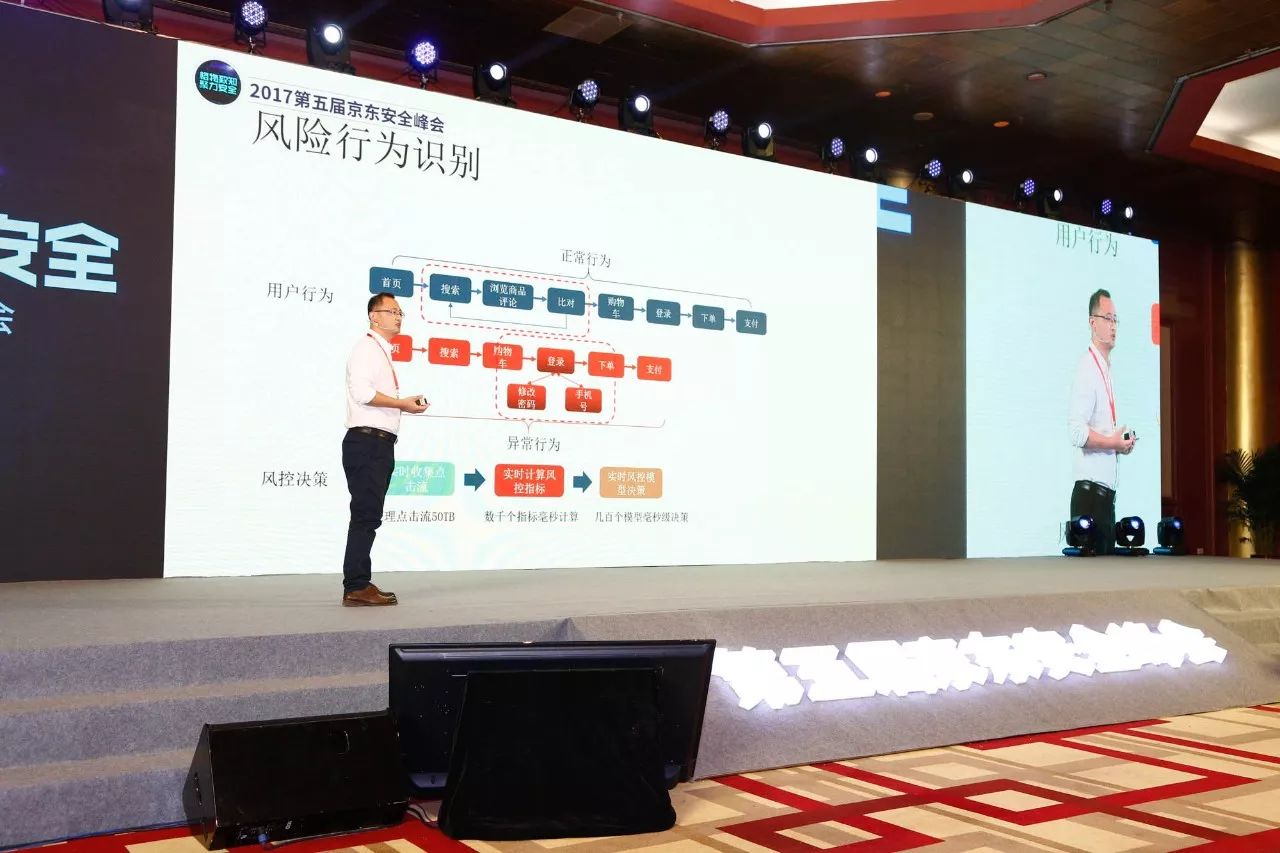 格物致知
聚力安全
2017第五届京东安全峰会
风险行为识别
安全
会
用户行为
正常行为
用户行为
首页
搜索
浏览商品
评论
比对
购物
车
登录
下单
支付
页
搜索
购物
车
登录
下单
支付
修改
密码
手机
号
异常行为
风控决策
实时收集点
击流
实时计算风
控指标
实时风控模
型决策
理点击流50TB
数千个指标毫秒计算
几百个模型毫秒级决策